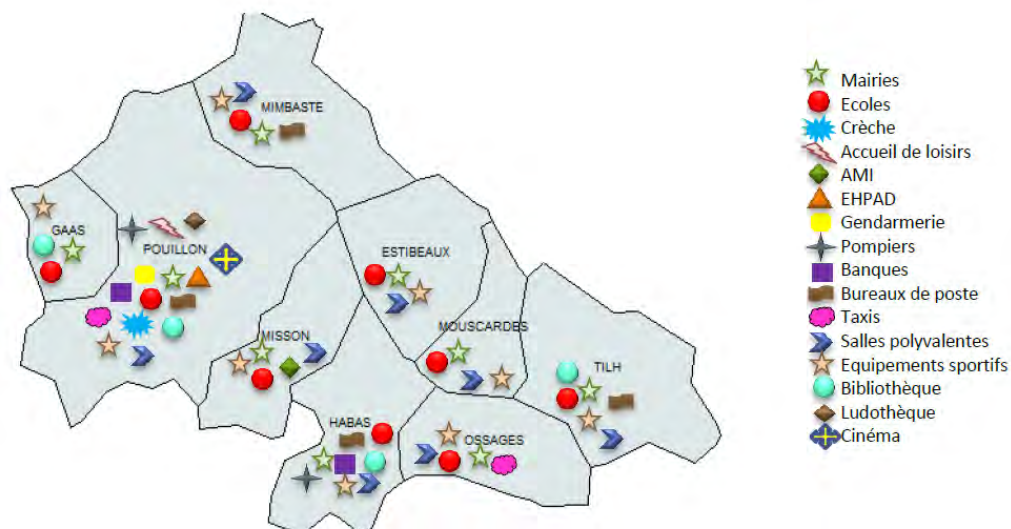 MIMBASTE
GAAS
POUILLON
ESTIBEAUX
MOUSCARDES
MISSON
TILH
HABAS
OSSAGES
Mairies
Ecoles
Crèche
Accueil de loisirs
AMI
EHPAD
Gendarmerie
Pompiers
Banques
Bureaux de poste
Taxis
Salles polyvalentes
Equipements sportifs
Bibliothèque
Ludothèque
Cinéma